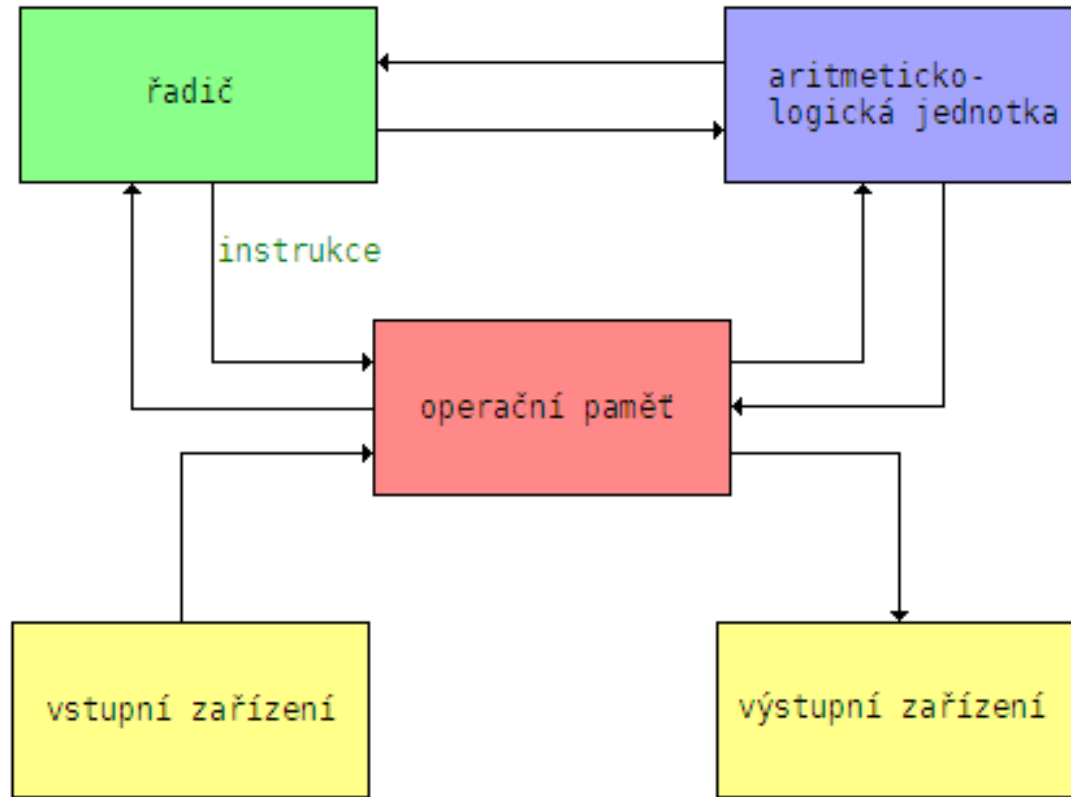 řadič
aritmeticko-
logická jednotka
instrukce
operační paměť
vstupní zařízení
výstupní zařízení